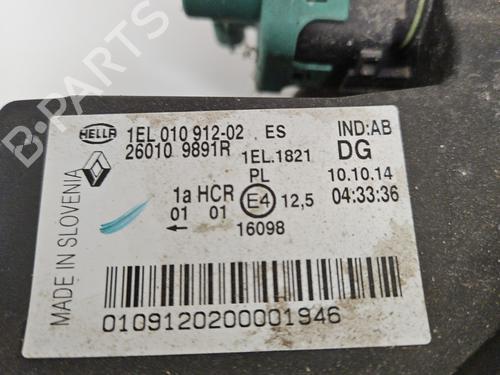 HELLA 1EL 010 912-02 ES IND:AB
26010 9891R 1EL.1821 DG
PL 10.10.14
1a HCR E4 12,5 04:33:36
01 01
← 16098
MADE IN SLOVENIA
0109120200001946